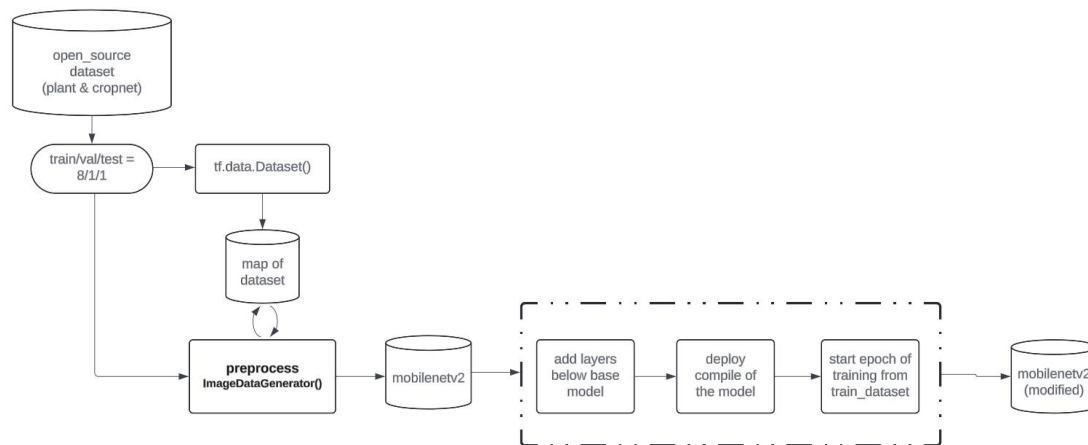 open_source
dataset
(plant & cropnet)
train/val/test =
8/1/1
tf.data.Dataset()
map of
dataset
preprocess
ImageDataGenerator()
mobilenetv2
add layers
below base
model
deploy
compile of
the model
start epoch of
training from
train_dataset
mobilenetv2
(modified)